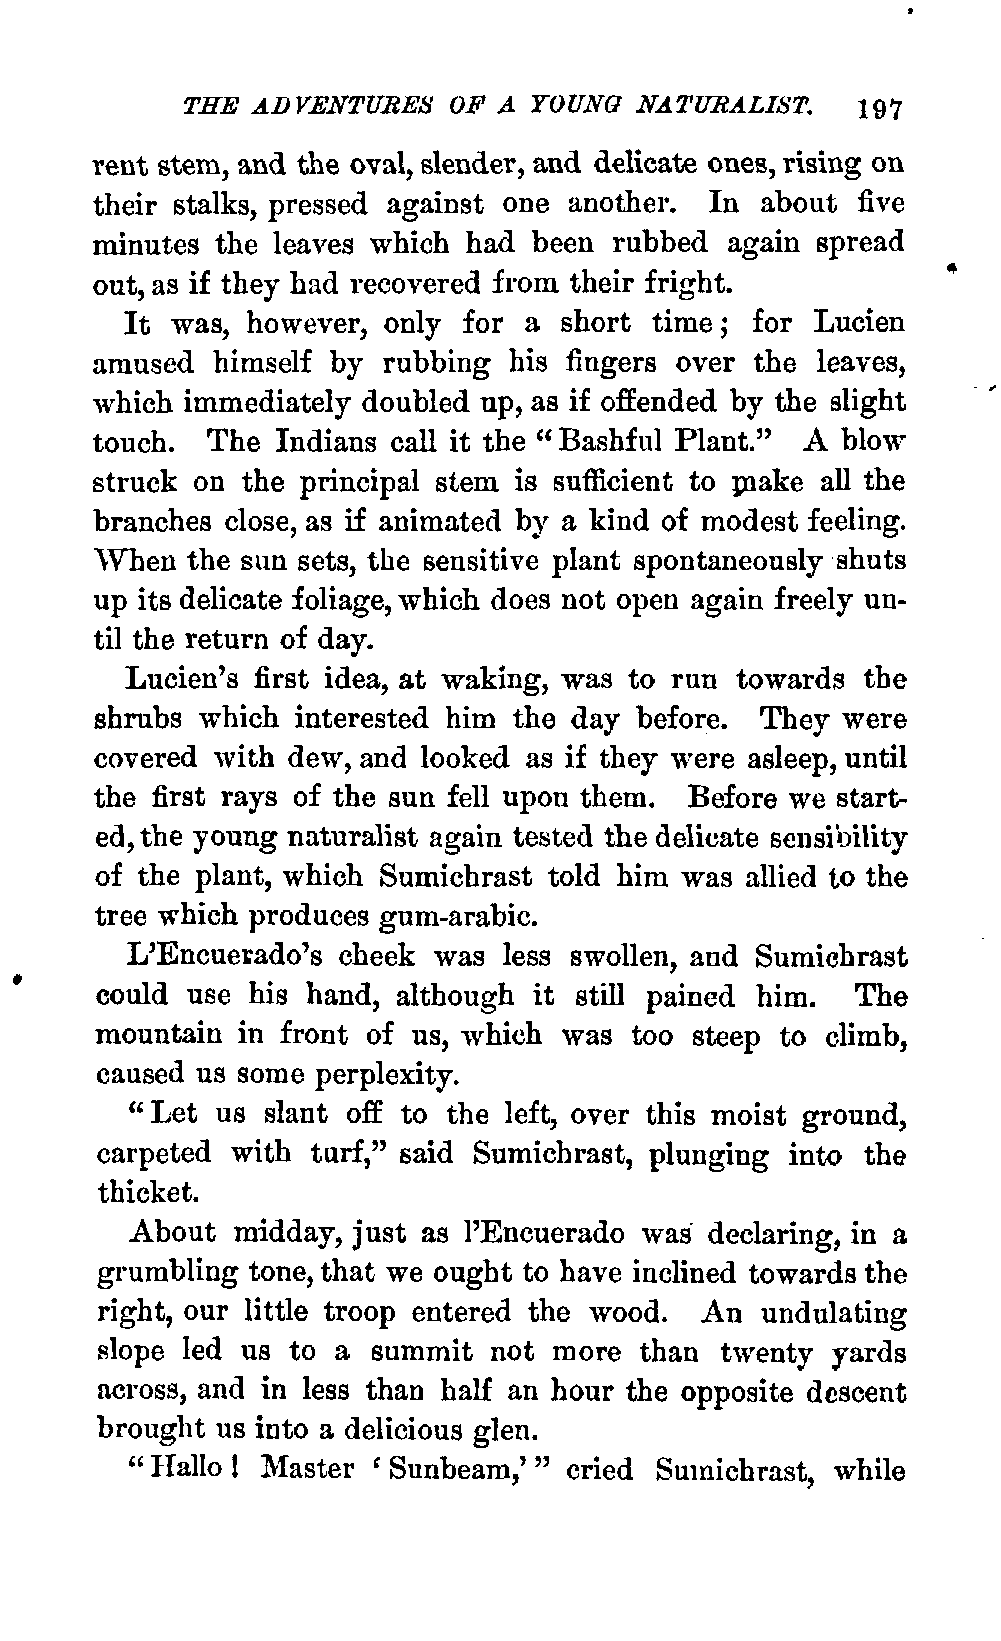 THE ADVENTURES OF A YOUNG NATURALIST. 197
rent stem, and the oval, slender, and delicate ones, rising on
their stalks, pressed against one another. In about five
minutes the leaves which had been rubbed again spread
out, as if they had recovered from their fright.
It was, however, only for a short time; for Lucien
amused himself by rubbing his fingers over the leaves,
which immediately doubled up, as if offended by the slight
touch. The Indians call it the “Bashful Plant.” A blow
struck on the principal stem is sufficient to make all the
branches close, as if animated by a kind of modest feeling.
When the sun sets, the sensitive plant spontaneously shuts
up its delicate foliage, which does not open again freely un-
til the return of day.
Lucien’s first idea, at waking, was to run towards the
shrubs which interested him the day before. They were
covered with dew, and looked as if they were asleep, until
the first rays of the sun fell upon them. Before we start-
ed, the young naturalist again tested the delicate sensibility
of the plant, which Sumichrast told him was allied to the
tree which produces gum-arabic.
L’Encuerado’s cheek was less swollen, and Sumichrast
could use his hand, although it still pained him. The
mountain in front of us, which was too steep to climb,
caused us some perplexity.
“Let us slant off to the left, over this moist ground,
carpeted with turf,” said Sumichrast, plunging into the
thicket.
About midday, just as l’Encuerado was declaring, in a
grumbling tone, that we ought to have inclined towards the
right, our little troop entered the wood. An undulating
slope led us to a summit not more than twenty yards
across, and in less than half an hour the opposite descent
brought us into a delicious glen.
“Hallo! Master ‘Sunbeam,’” cried Sumichrast, while